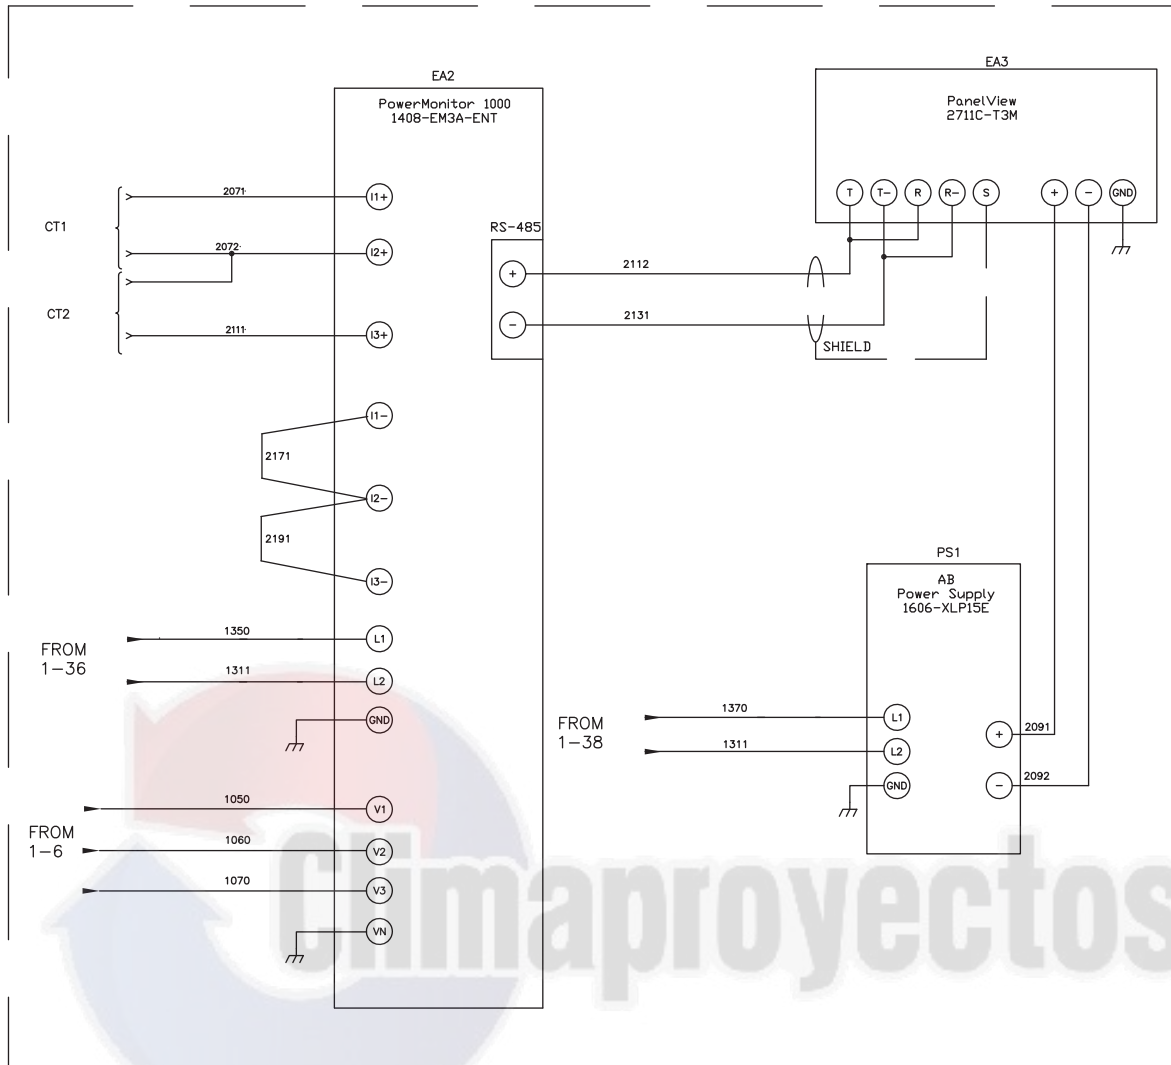 EA2
PowerMonitor 1000
1408-EM3A-ENT
EA3
PanelView
2711C-T3M
T
T-
R
R-
S
+
-
GND
CT1
2071
I1+
2072
I2+
CT2
2111
I3+
RS-485
+
2112
-
2131
SHIELD
I1-
2171
I2-
2191
I3-
FROM
1-36
1350
L1
1311
L2
GND
FROM
1-6
1050
V1
1060
V2
1070
V3
VN
PS1
AB
Power Supply
1606-XLP15E
FROM
1-38
1370
L1
1311
L2
GND
+
2091
-
2092
Climaproyectos